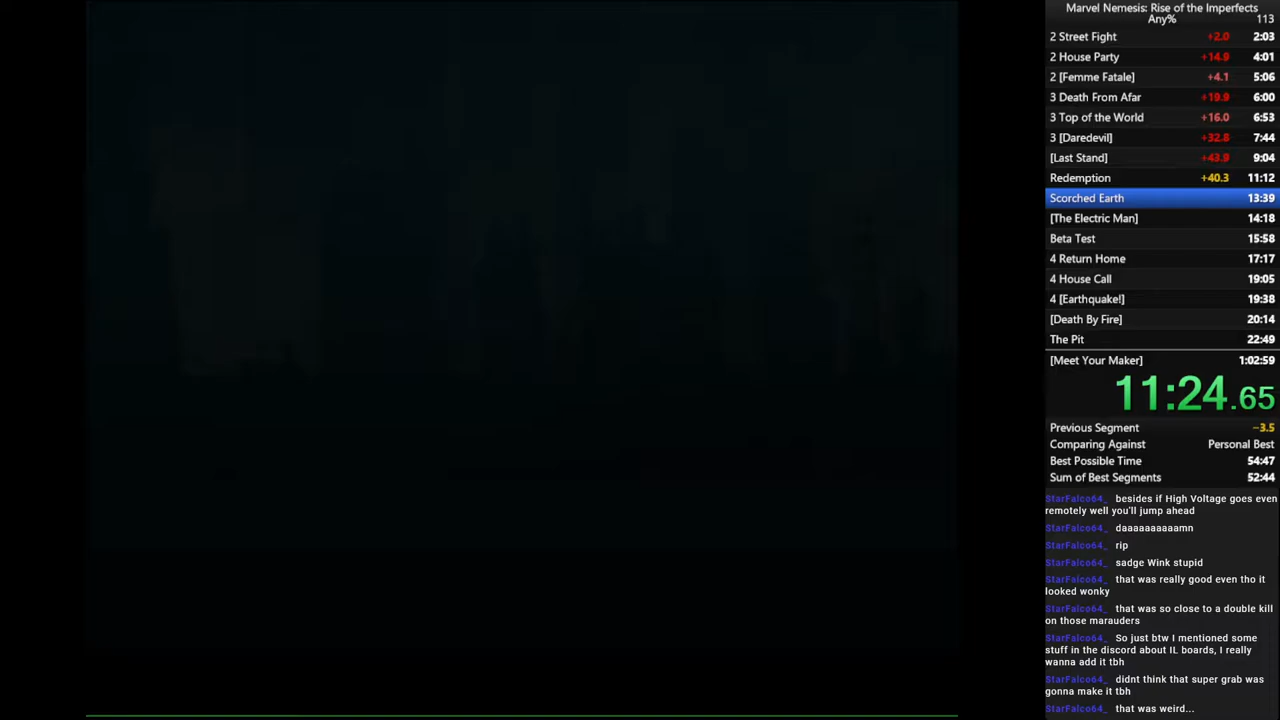 Marvel Nemesis: Rise of the Imperfects
Any% 113
2 Street Fight +2.0 2:03
2 House Party +14.9 4:01
2 [Femme Fatale] +4.1 5:06
3 Death From Afar +19.9 6:00
3 Top of the World +16.0 6:53
3 [Daredevil] +32.8 7:44
[Last Stand] +43.9 9:04
Redemption +40.3 11:12
Scorched Earth 13:39
[The Electric Man] 14:18
Beta Test 15:58
4 Return Home 17:17
4 House Call 19:05
4 [Earthquake!] 19:38
[Death By Fire] 20:14
The Pit 22:49
[Meet Your Maker] 1:02:59
11:24.65
Previous Segment −3.5
Comparing Against Personal Best
Best Possible Time 54:47
Sum of Best Segments 52:44
StarFalco64_ besides if High Voltage goes even
remotely well you'll jump ahead
StarFalco64_ daaaaaaaaaamn
StarFalco64_ rip
StarFalco64_ sadge Wink stupid
StarFalco64_ that was really good even tho it
looked wonky
StarFalco64_ that was so close to a double kill
on those marauders
StarFalco64_ So just btw I mentioned some
stuff in the discord about IL boards, I really
wanna add it tbh
StarFalco64_ didnt think that super grab was
gonna make it tbh
StarFalco64_ that was weird...